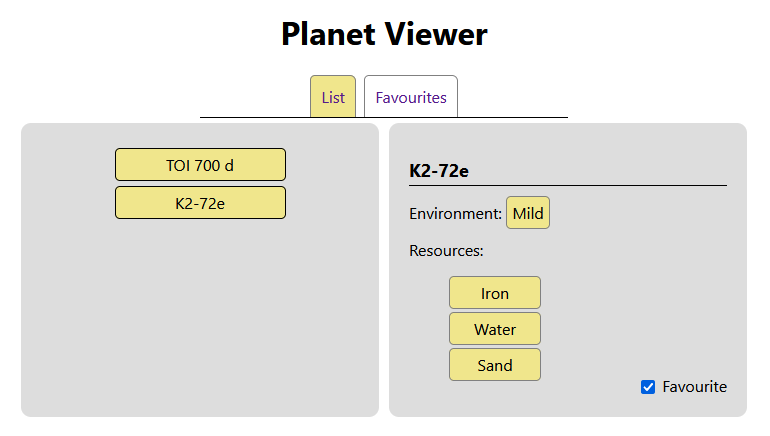 Planet Viewer
List Favourites
TOI 700 d
K2-72e
K2-72e
Environment: Mild
Resources:
Iron
Water
Sand
Favourite